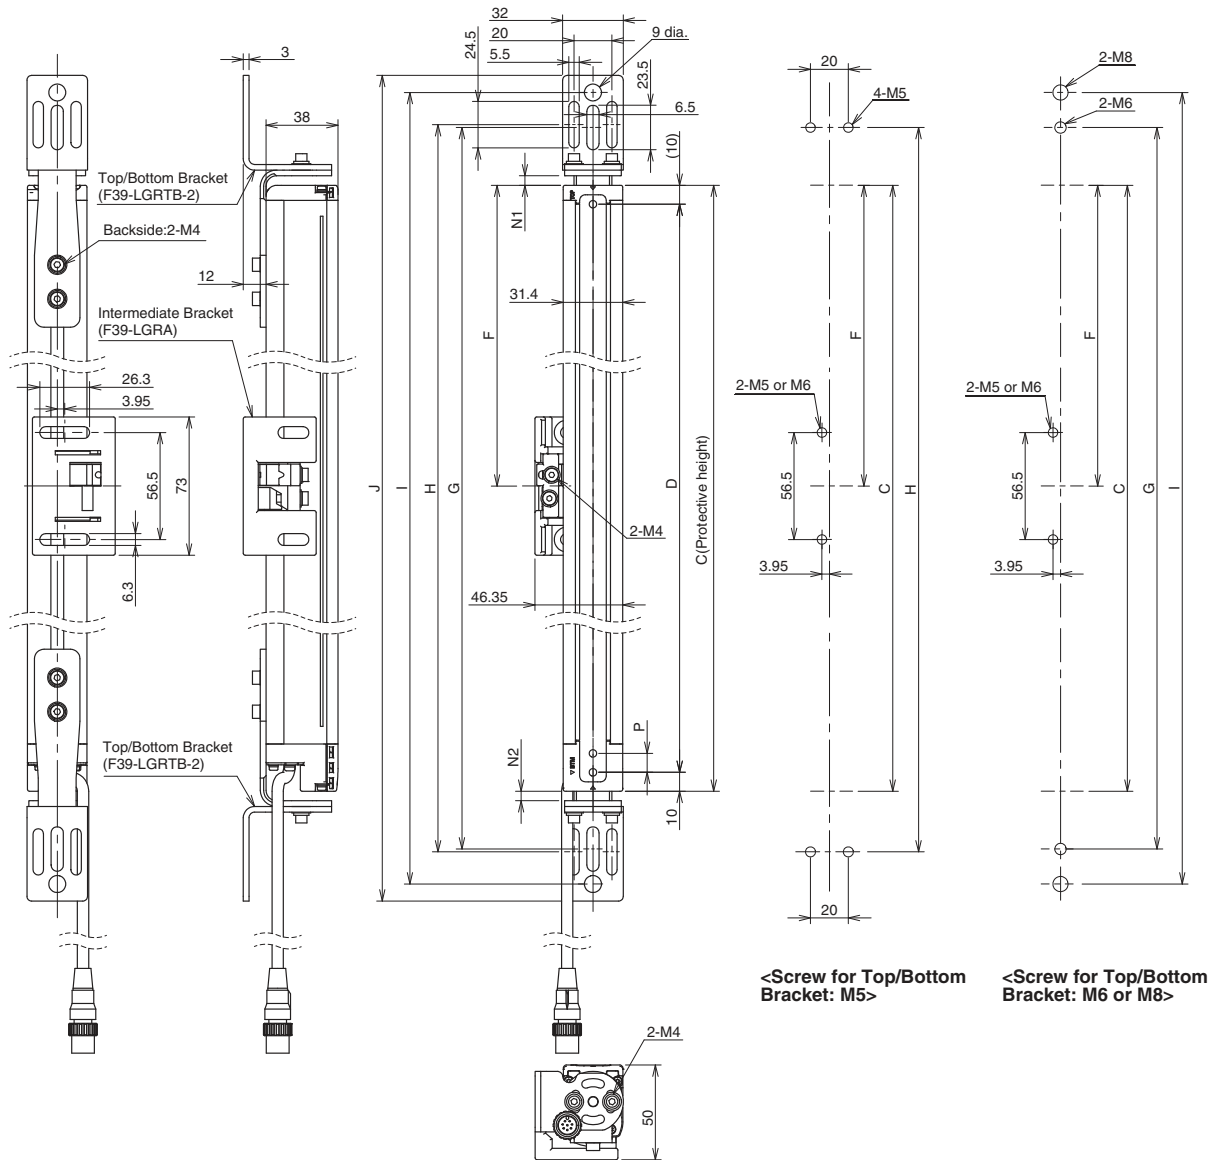 32
20
9 dia.
24.5
5.5
23.5
3
6.5
38
(10)
20
4-M5
2-M8
2-M6
Top/Bottom Bracket
(F39-LGRTB-2)
Backside:2-M4
12
N1
31.4
Intermediate Bracket
(F39-LGRA)
F
F
F
26.3
3.95
2-M5 or M6
2-M5 or M6
56.5
73
6.3
J
I
H
G
D
C(Protective height)
56.5
C
H
56.5
C
G
I
2-M4
3.95
3.95
46.35
P
Top/Bottom Bracket
(F39-LGRTB-2)
N2
10
20
<Screw for Top/Bottom
Bracket: M5>
<Screw for Top/Bottom
Bracket: M6 or M8>
2-M4
50